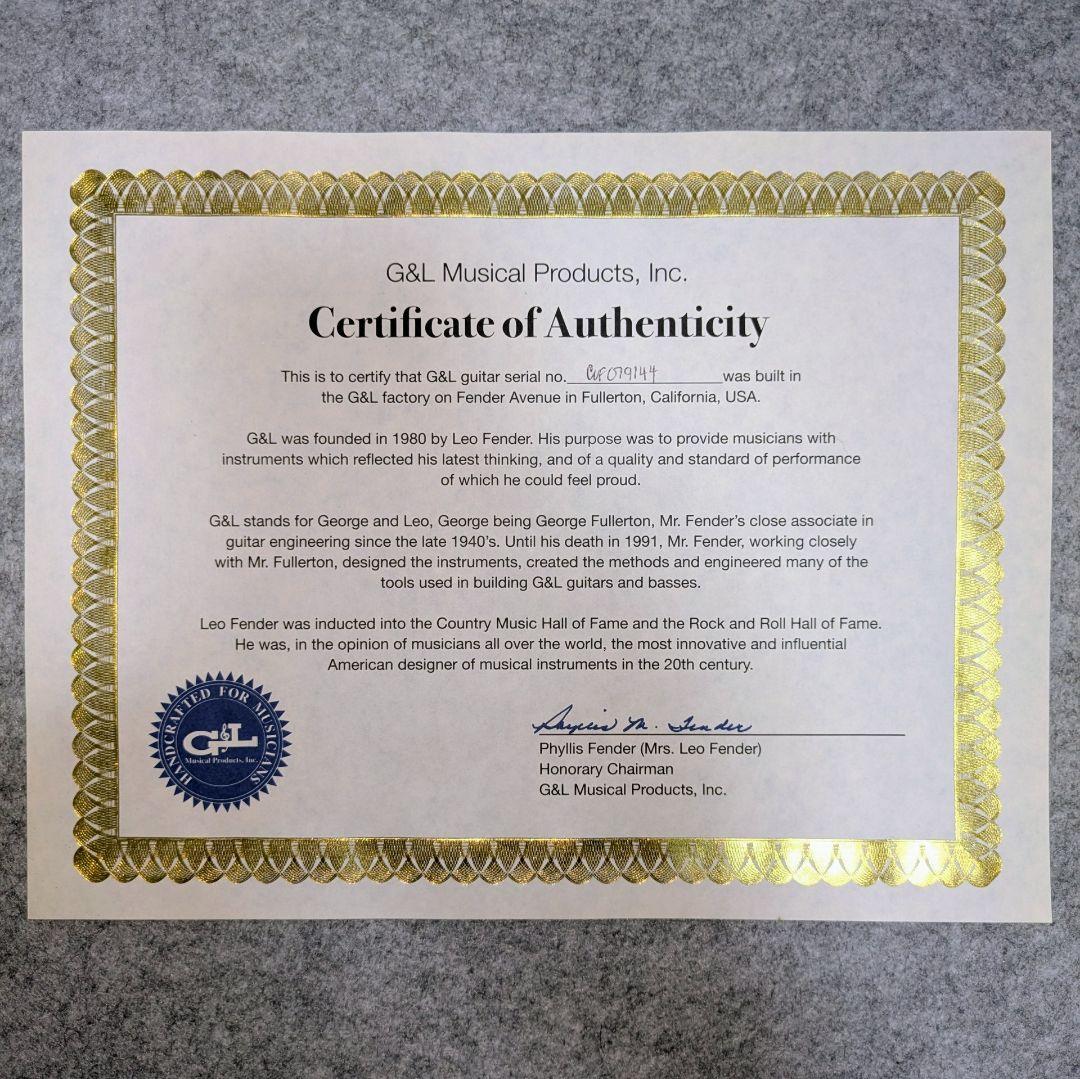 G&L Musical Products, Inc.
Certificate of Authenticity
This is to certify that G&L guitar serial no. CLF079144 was built in
the G&L factory on Fender Avenue in Fullerton, California, USA.
G&L was founded in 1980 by Leo Fender. His purpose was to provide musicians with
instruments which reflected his latest thinking, and of a quality and standard of performance
of which he could feel proud.
G&L stands for George and Leo, George being George Fullerton, Mr. Fender's close associate in
guitar engineering since the late 1940's. Until his death in 1991, Mr. Fender, working closely
with Mr. Fullerton, designed the instruments, created the methods and engineered many of the
tools used in building G&L guitars and basses.
Leo Fender was inducted into the Country Music Hall of Fame and the Rock and Roll Hall of Fame.
He was, in the opinion of musicians all over the world, the most innovative and influential
American designer of musical instruments in the 20th century.
HANDCRAFTED FOR MUSICIANS
G&L
Musical Products, Inc.
Phyllis M. Fender
Phyllis Fender (Mrs. Leo Fender)
Honorary Chairman
G&L Musical Products, Inc.